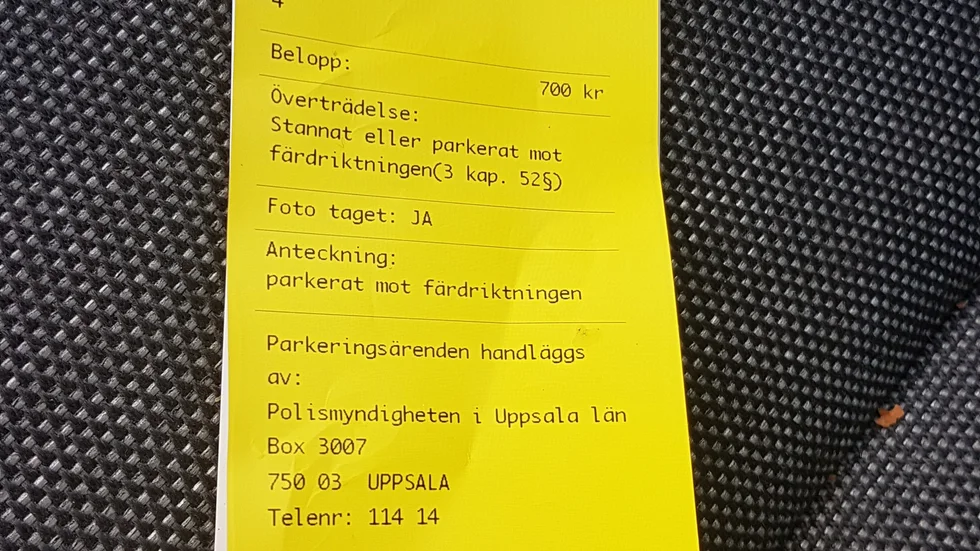 4
Belopp:
700 kr
Överträdelse:
Stannat eller parkerat mot
färdriktningen(3 kap. 52§)
Foto taget: JA
Anteckning:
parkerat mot färdriktningen
Parkeringsärenden handläggs
av:
Polismyndigheten i Uppsala län
Box 3007
750 03 UPPSALA
Telenr: 114 14